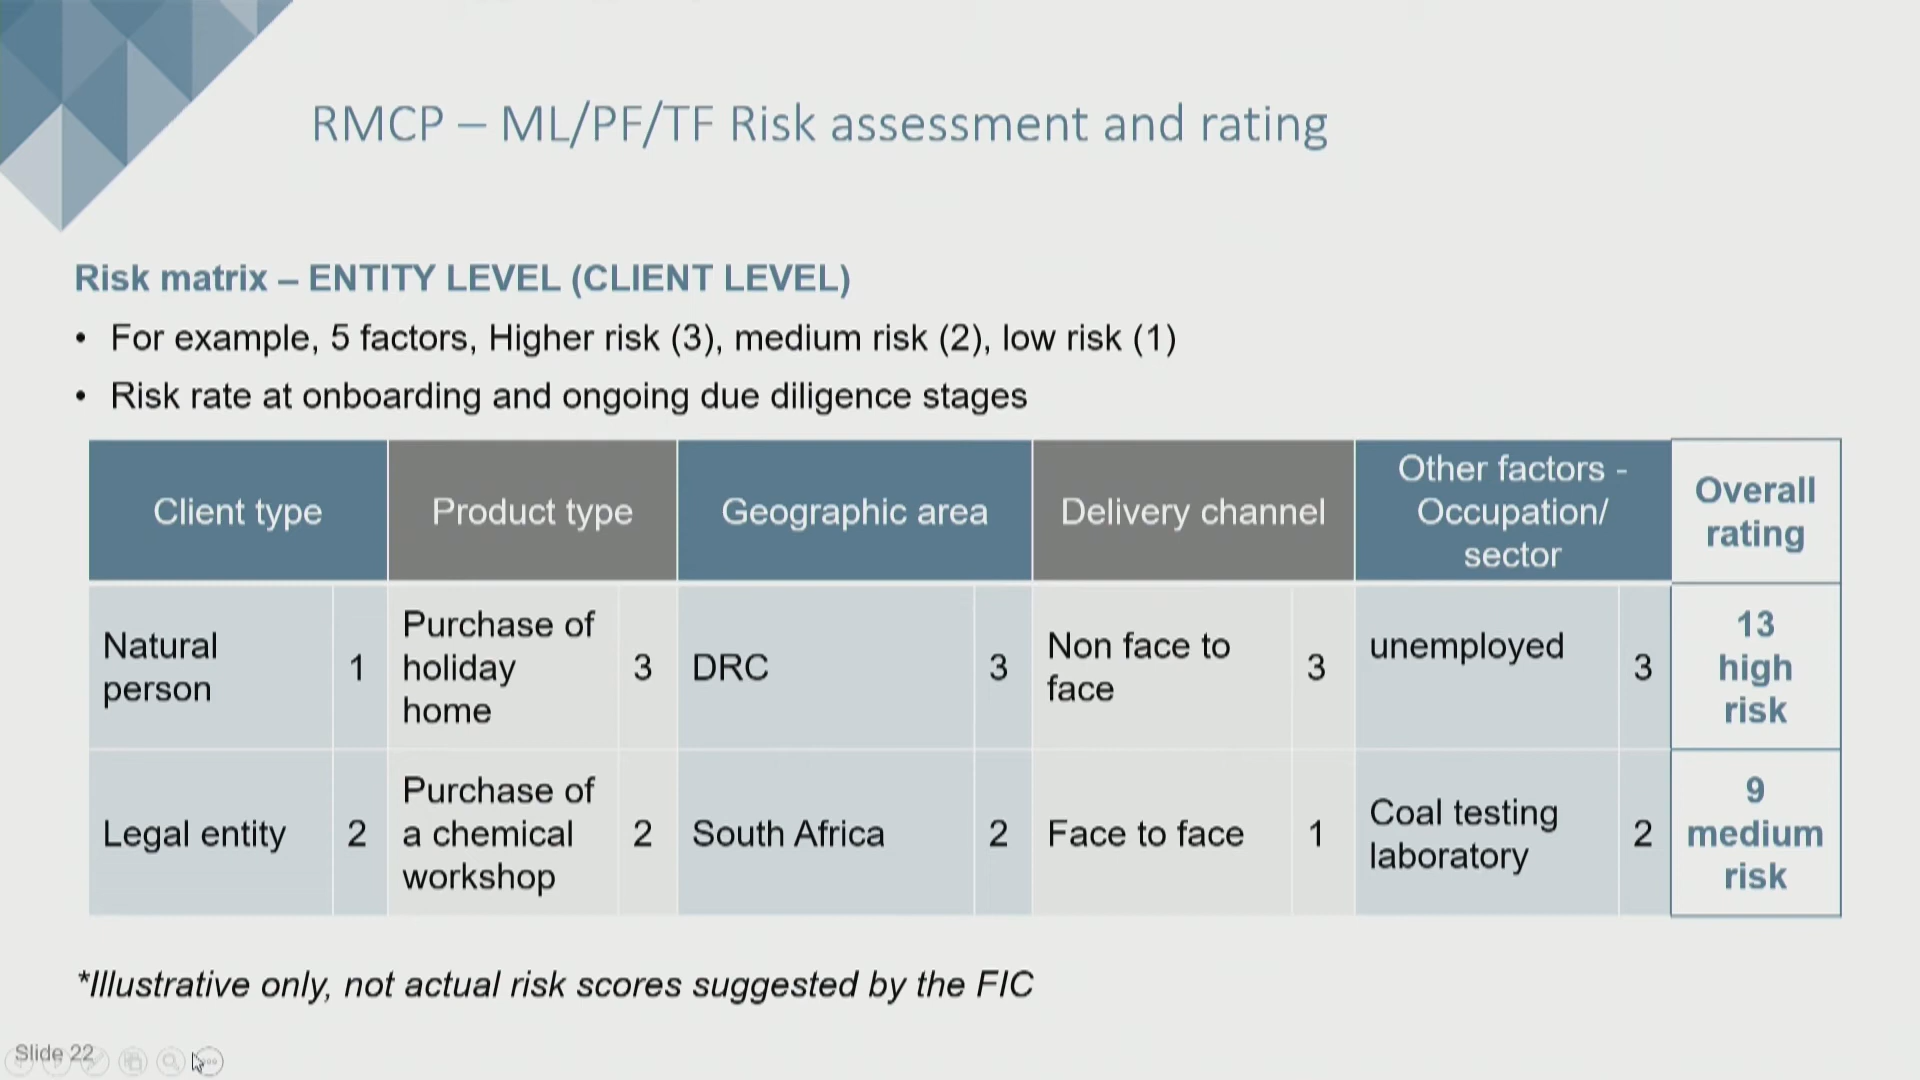 RMCP – ML/PF/TF Risk assessment and rating
Risk matrix – ENTITY LEVEL (CLIENT LEVEL)
• For example, 5 factors, Higher risk (3), medium risk (2), low risk (1)
• Risk rate at onboarding and ongoing due diligence stages
Client type
Product type
Geographic area
Delivery channel
Other factors -
Occupation/
sector
Overall
rating
Natural
person
1
Purchase of
holiday
home
3
DRC
3
Non face to
face
3
unemployed
3
13
high
risk
Legal entity
2
Purchase of
a chemical
workshop
2
South Africa
2
Face to face
1
Coal testing
laboratory
2
9
medium
risk
*Illustrative only, not actual risk scores suggested by the FIC
Slide 22